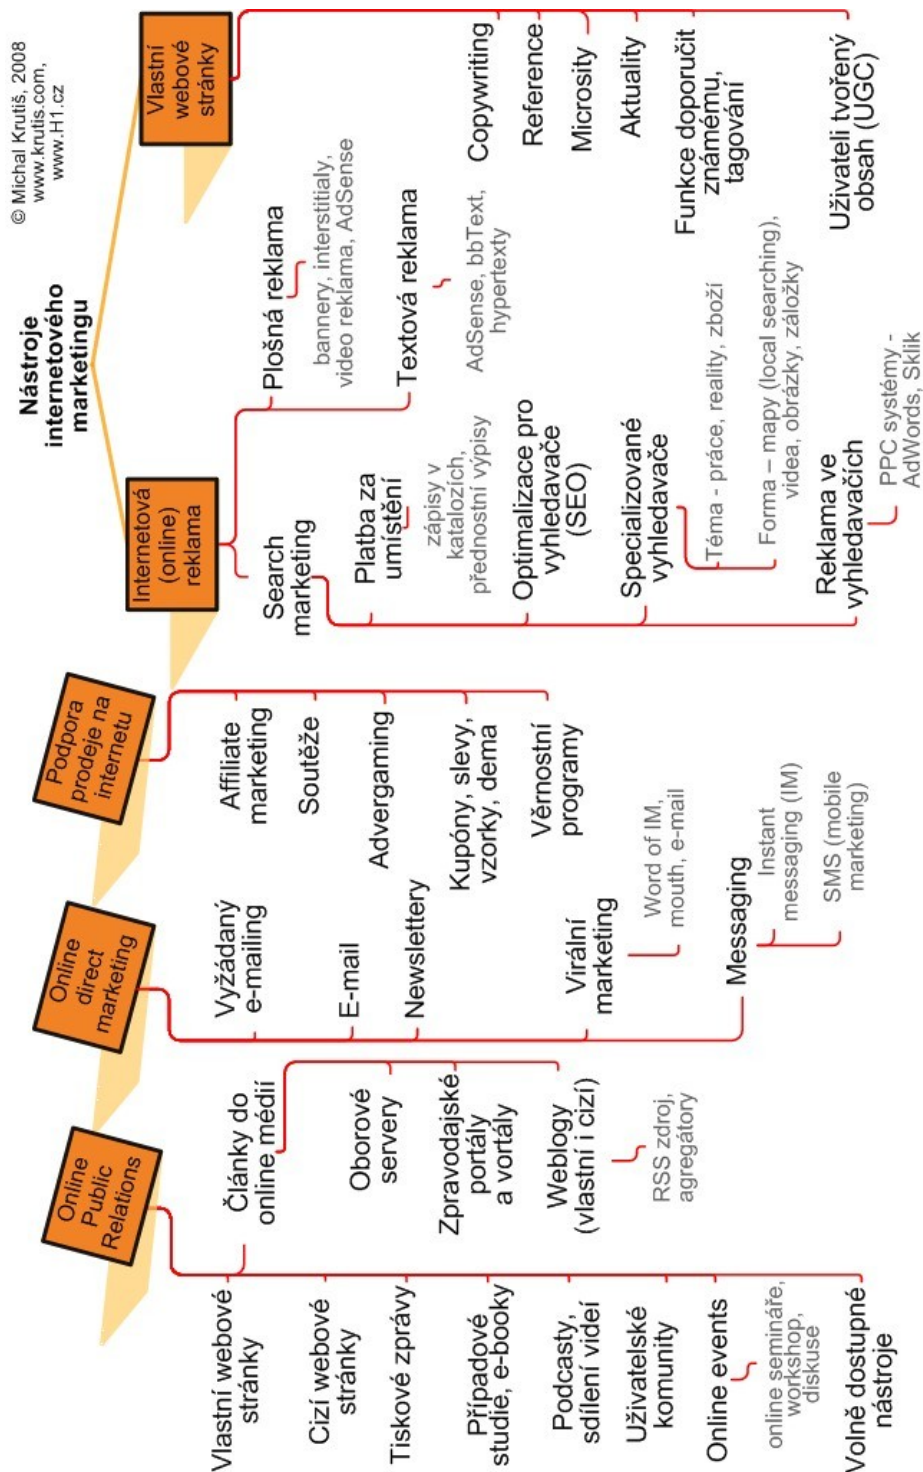 Nástroje
internetového
marketingu
© Michal Krutiš, 2008
www.krutis.com,
www.H1.cz
Online
Public
Relations
Vlastní webové
stránky
Cizí webové
stránky
Tiskové zprávy
Případové
studie, e-booky
Podcasty,
sdílení videí
Uživatelské
komunity
Online events
online semináře,
workshop,
diskuse
Volně dostupné
nástroje
Články do
online médií
Oborové
servery
Zpravodajské
portály
a vortály
Weblogy
(vlastní i cizí)
RSS zdroj,
agregátory
Online
direct
marketing
Vyžádaný
e-mailing
E-mail
Newslettery
Virální
marketing
Word of IM,
mouth, e-mail
Messaging
Instant
messaging (IM)
SMS (mobile
marketing)
Podpora
prodeje na
internetu
Affiliate
marketing
Soutěže
Advergaming
Kupóny, slevy,
vzorky, dema
Věrnostní
programy
Internetová
(online)
reklama
Search
marketing
Platba za
umístění
zápisy v
katalozích,
přednostní výpisy
Optimalizace pro
vyhledavače
(SEO)
Specializované
vyhledavače
Téma - práce, reality, zboží
Forma – mapy (local searching),
videa, obrázky, záložky
Reklama ve
vyhledavačích
PPC systémy -
AdWords, Sklik
Plošná reklama
bannery, interstitialy,
video reklama, AdSense
Textová reklama
AdSense, bbText,
hypertexty
Vlastní
webové
stránky
Copywriting
Reference
Microsity
Aktuality
Funkce doporučit
známému,
tagování
Uživateli tvořený
obsah (UGC)